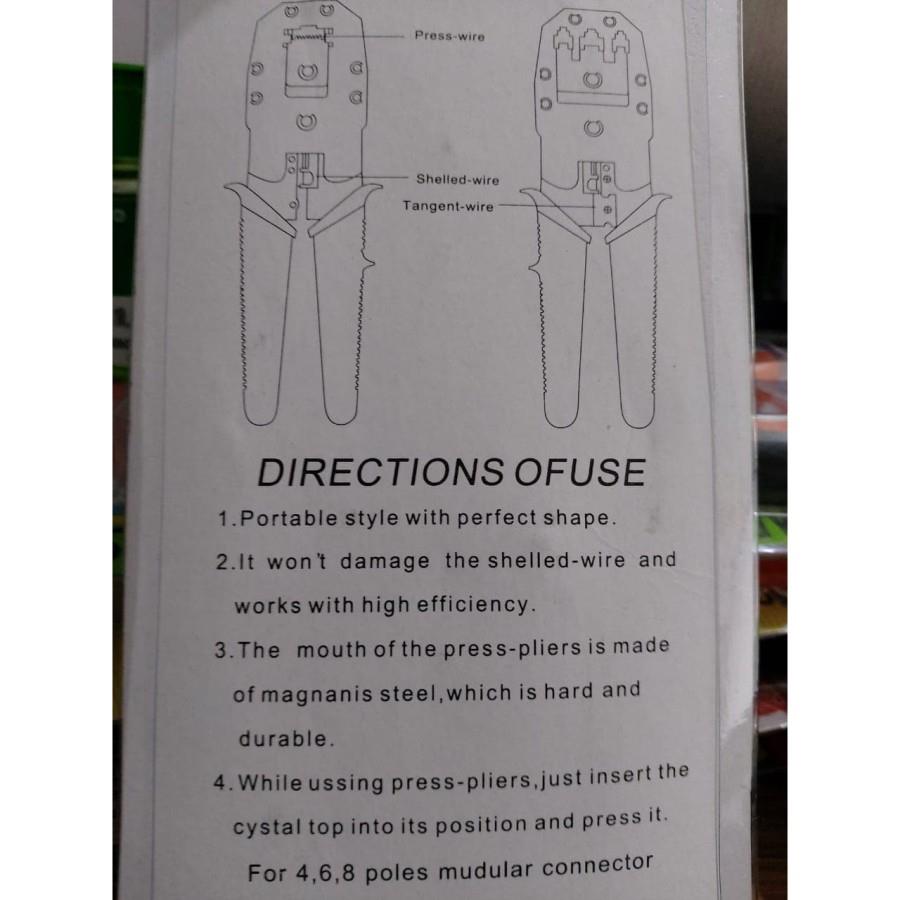 Press-wire
Shelled-wire
Tangent-wire
DIRECTIONS OFUSE
1.Portable style with perfect shape.
2.It won't damage the shelled-wire and
works with high efficiency.
3.The mouth of the press-pliers is made
of magnanis steel,which is hard and
durable.
4.While ussing press-pliers,just insert the
cystal top into its position and press it.
For 4,6,8 poles mudular connector